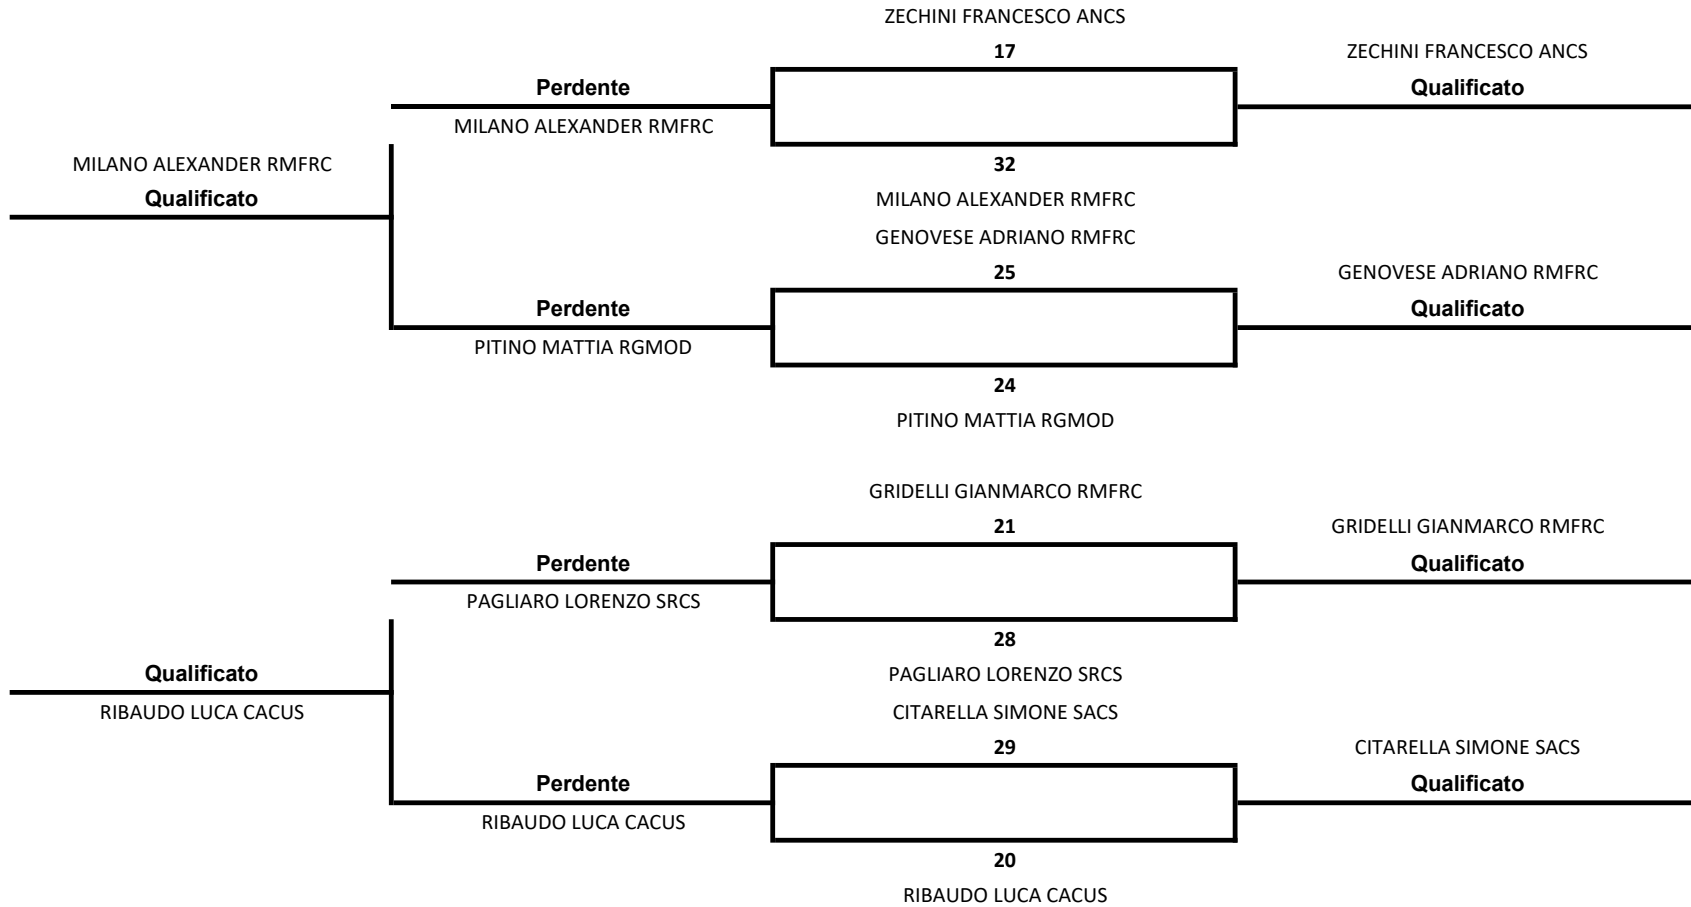 ZECHINI FRANCESCO ANCS
17
ZECHINI FRANCESCO ANCS
Perdente
Qualificato
MILANO ALEXANDER RMFRC
MILANO ALEXANDER RMFRC
32
Qualificato
MILANO ALEXANDER RMFRC
GENOVESE ADRIANO RMFRC
25
GENOVESE ADRIANO RMFRC
Perdente
Qualificato
PITINO MATTIA RGMOD
24
PITINO MATTIA RGMOD
GRIDELLI GIANMARCO RMFRC
21
GRIDELLI GIANMARCO RMFRC
Perdente
Qualificato
PAGLIARO LORENZO SRCS
28
Qualificato
PAGLIARO LORENZO SRCS
RIBAUDO LUCA CACUS
CITARELLA SIMONE SACS
29
CITARELLA SIMONE SACS
Perdente
Qualificato
RIBAUDO LUCA CACUS
20
RIBAUDO LUCA CACUS